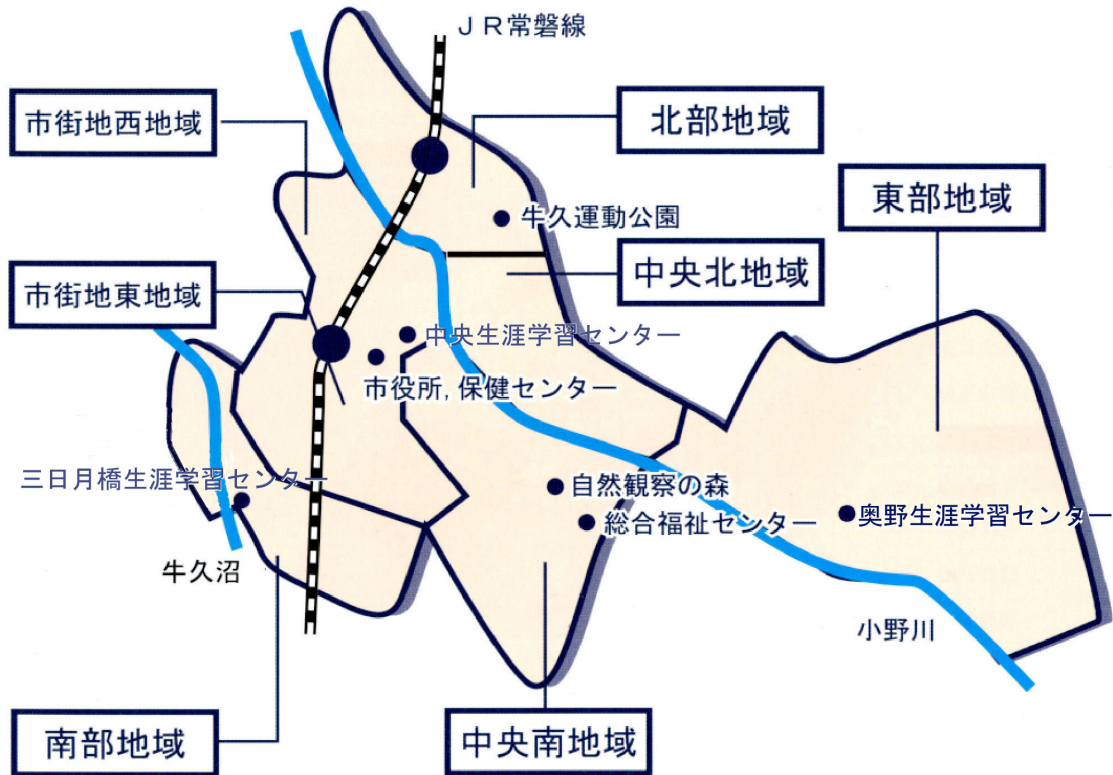 ＪＲ常磐線
市街地西地域
北部地域
東部地域
牛久運動公園
中央北地域
市街地東地域
中央生涯学習センター
市役所,保健センター
三日月橋生涯学習センター
自然観察の森
総合福祉センター
奥野生涯学習センター
牛久沼
小野川
南部地域
中央南地域